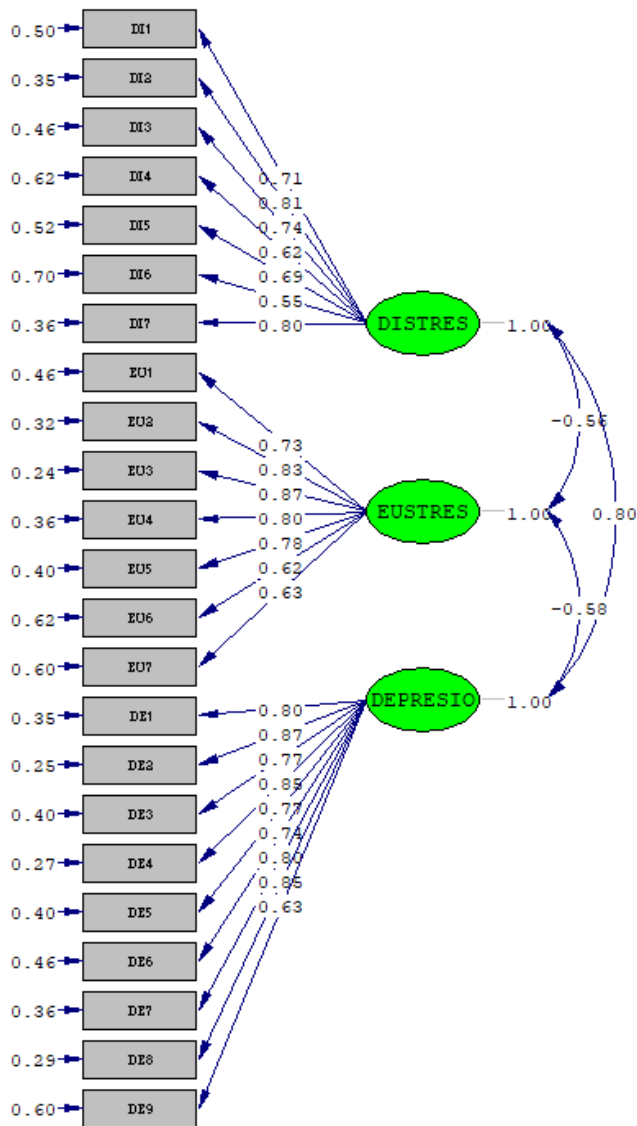 0.50 DI1
0.35 DI2
0.46 DI3
0.62 DI4 0.71
0.81
0.52 DI5 0.74
0.62
0.70 DI6 0.69
0.55
0.36 DI7 0.80 DISTRES 1.00
0.46 EU1
0.32 EU2 -0.56
0.73
0.24 EU3 0.83
0.87
0.36 EU4 0.80 EUSTRES 1.00 0.80
0.78
0.40 EU5 0.62
0.63
-0.58
0.62 EU6
0.60 EU7
DEPRESIO 1.00
0.35 DE1 0.80
0.87
0.25 DE2 0.77
0.85
0.40 DE3 0.77
0.74
0.27 DE4 0.80
0.85
0.40 DE5 0.63
0.46 DE6
0.36 DE7
0.29 DE8
0.60 DE9